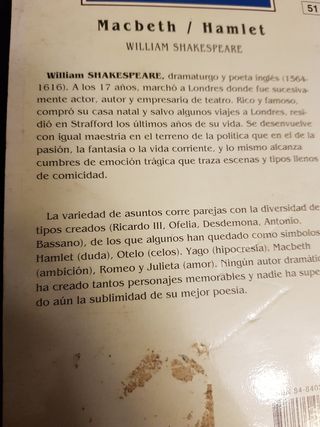 51
Macbeth / Hamlet
WILLIAM SHAKESPEARE
William SHAKESPEARE, dramaturgo y poeta inglés (1564-
1616). A los 17 años, marchó a Londres donde fue sucesiva-
mente actor, autor y empresario de teatro. Rico y famoso,
compró su casa natal y salvo algunos viajes a Londres, resi-
dió en Strafford los últimos años de su vida. Se desenvuelve
con igual maestria en el terreno de la política que en el de la
pasión, la fantasia o la vida corriente, y lo mismo alcanza
cumbres de emoción trágica que traza escenas y tipos llenos
de comicidad.
La variedad de asuntos corre parejas con la diversidad de
tipos creados (Ricardo III, Ofelia, Desdemona, Antonio,
Bassano), de los que algunos han quedado como símbolos
Hamlet (duda), Otelo (celos). Yago (hipocresía). Macbeth
(ambición), Romeo y Julieta (amor). Ningún autor dramátic
ha creado tantos personajes memorables y nadie ha supe
do aún la sublimidad de su mejor poesía.